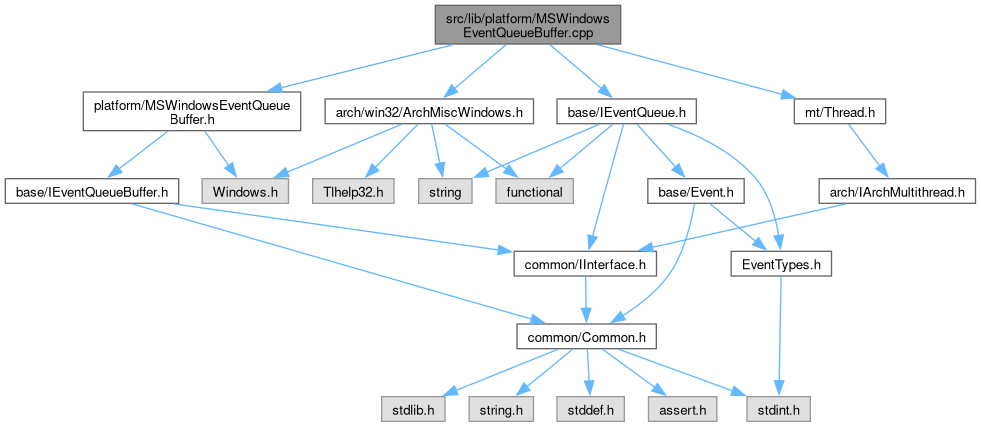 src/lib/platform/MSWindows
EventQueueBuffer.cpp
platform/MSWindowsEventQueue
Buffer.h
arch/win32/ArchMiscWindows.h
base/IEventQueue.h
mt/Thread.h
base/IEventQueueBuffer.h
Windows.h
Tlhelp32.h
string
functional
base/Event.h
arch/IArchMultithread.h
common/IInterface.h
EventTypes.h
common/Common.h
stdlib.h
string.h
stddef.h
assert.h
stdint.h